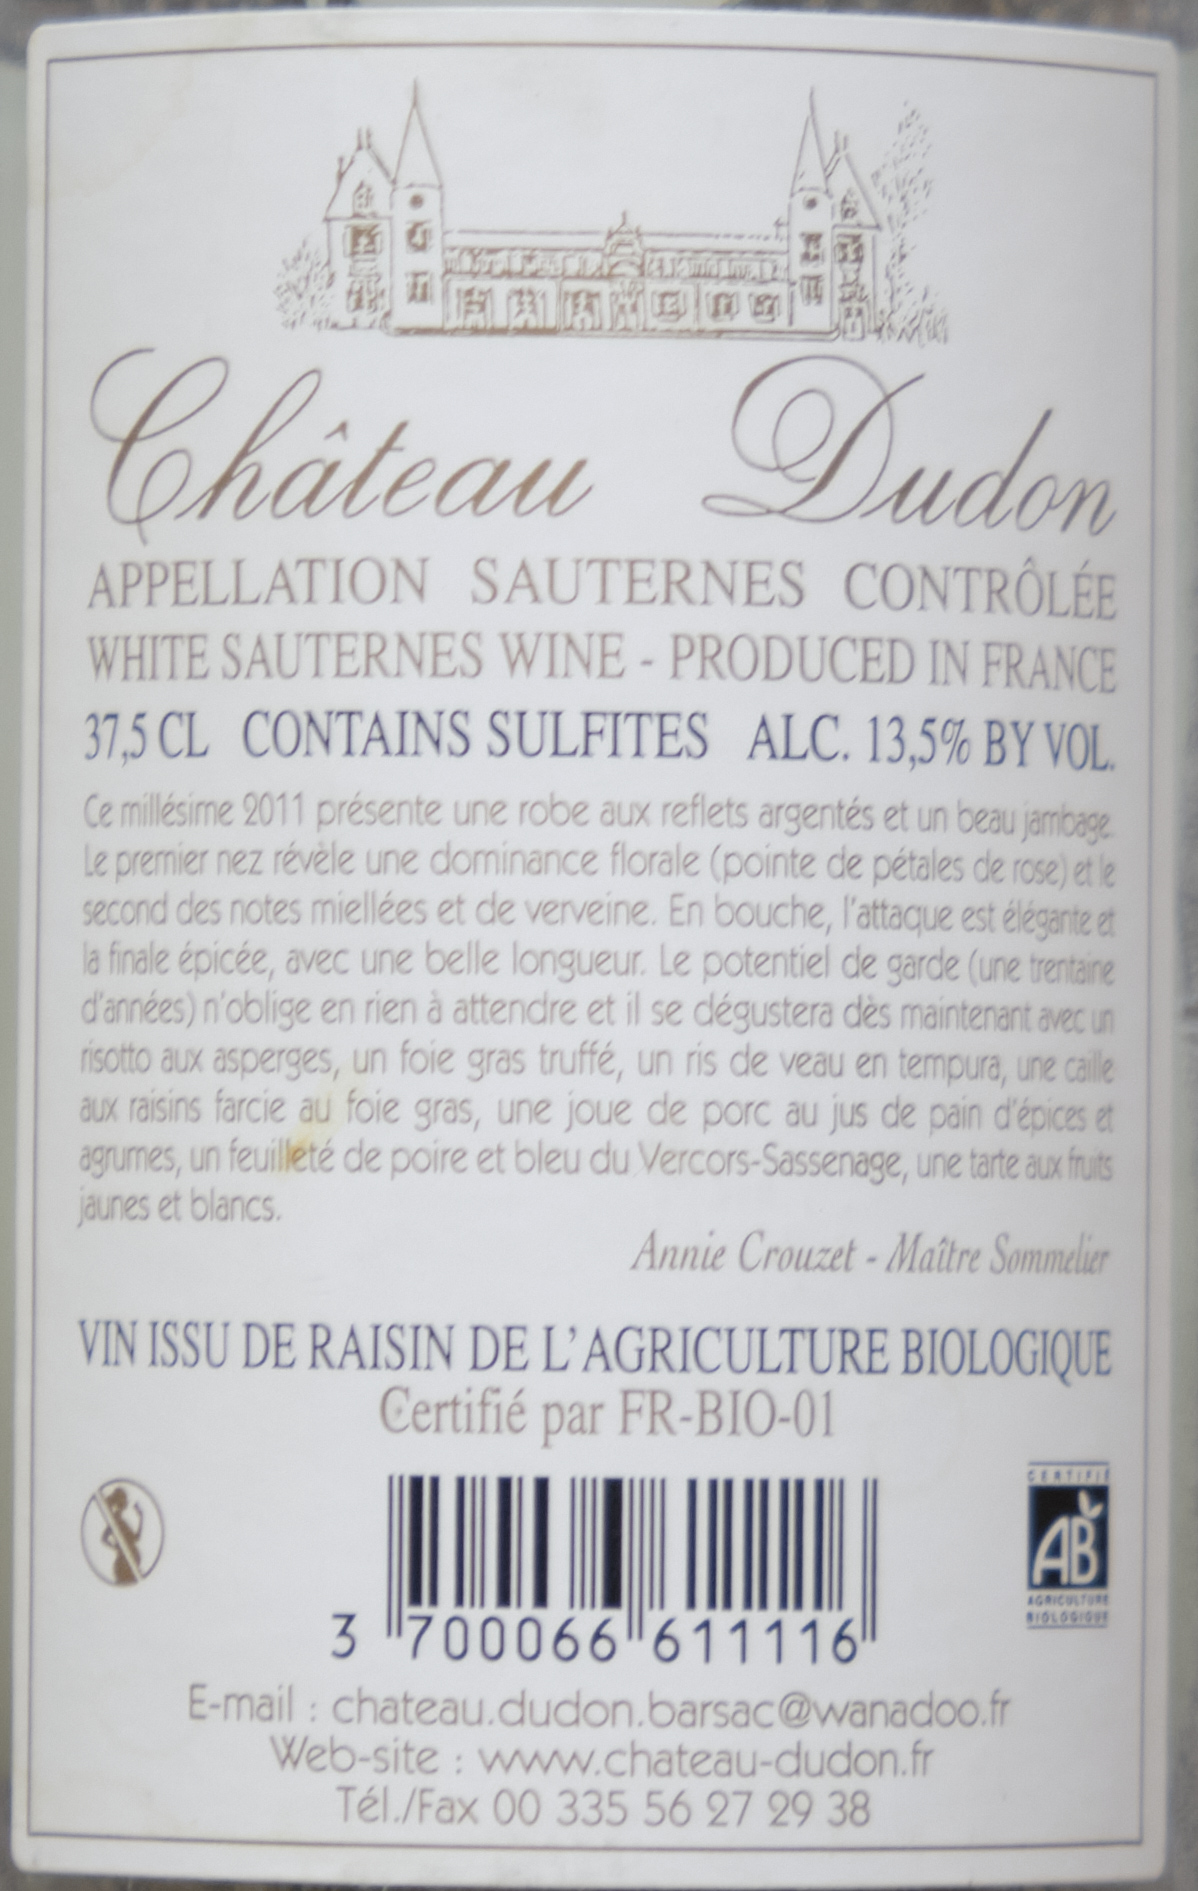 Château Dudon
APPELLATION SAUTERNES CONTRÔLÉE
WHITE SAUTERNES WINE - PRODUCED IN FRANCE
37,5 CL CONTAINS SULFITES ALC. 13,5% BY VOL.
Ce millésime 2011 présente une robe aux reflets argentés et un beau jambage.
Le premier nez révèle une dominance florale (pointe de pétales de rose) et le
second des notes miellées et de verveine. En bouche, l'attaque est élégante et
la finale épicée, avec une belle longueur. Le potentiel de garde (une trentaine
d'années) n'oblige en rien à attendre et il se dégustera dès maintenant avec un
risotto aux asperges, un foie gras truffé, un ris de veau en tempura, une caille
aux raisins farcie au foie gras, une joue de porc au jus de pain d'épices et
agrumes, un feuilleté de poire et bleu du Vercors-Sassenage, une tarte aux fruits
jaunes et blancs.
Annie Crouzet - Maître Sommelier
VIN ISSU DE RAISIN DE L'AGRICULTURE BIOLOGIQUE
Certifié par FR-BIO-01
CERTIFIÉ
AB
AGRICULTURE
BIOLOGIQUE
3 700066 611116
E-mail : chateau.dudon.barsac@wanadoo.fr
Web-site : www.chateau-dudon.fr
Tél./Fax 00 335 56 27 29 38